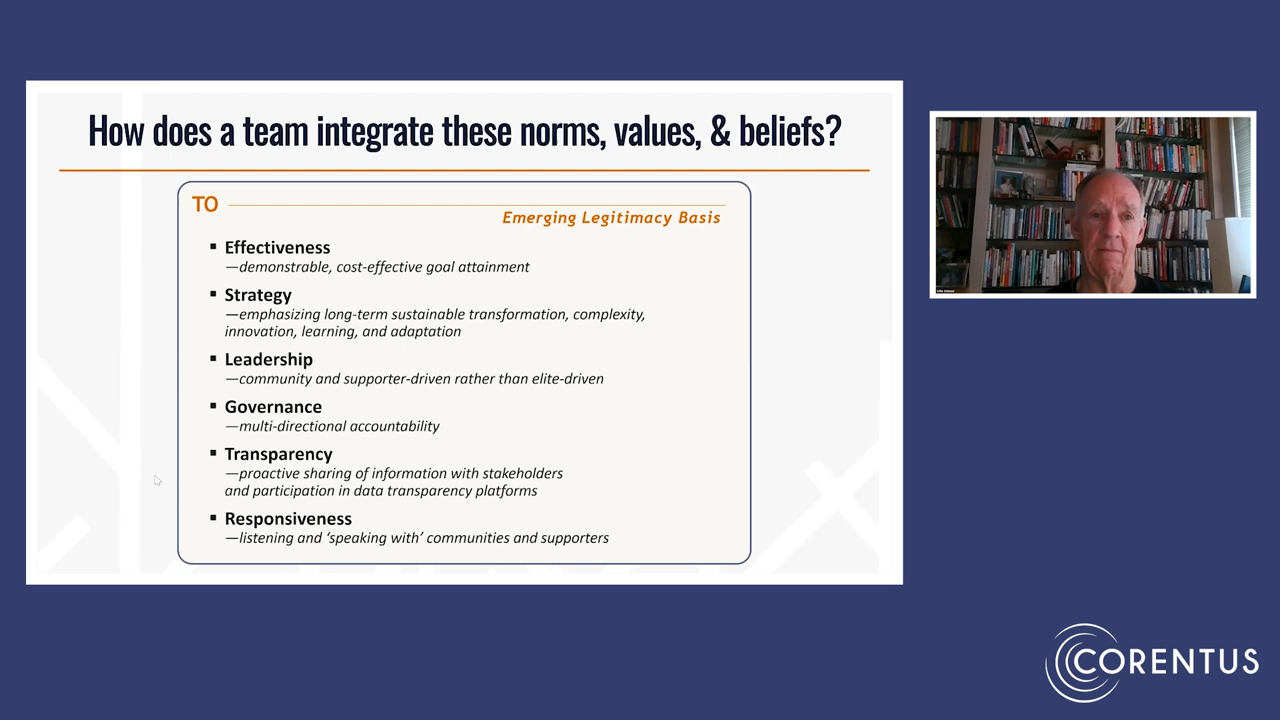 How does a team integrate these norms, values, & beliefs?
TO
Emerging Legitimacy Basis
▪ Effectiveness
—demonstrable, cost-effective goal attainment
▪ Strategy
—emphasizing long-term sustainable transformation, complexity,
innovation, learning, and adaptation
▪ Leadership
—community and supporter-driven rather than elite-driven
▪ Governance
—multi-directional accountability
▪ Transparency
—proactive sharing of information with stakeholders
and participation in data transparency platforms
▪ Responsiveness
—listening and ‘speaking with’ communities and supporters
CORENTUS